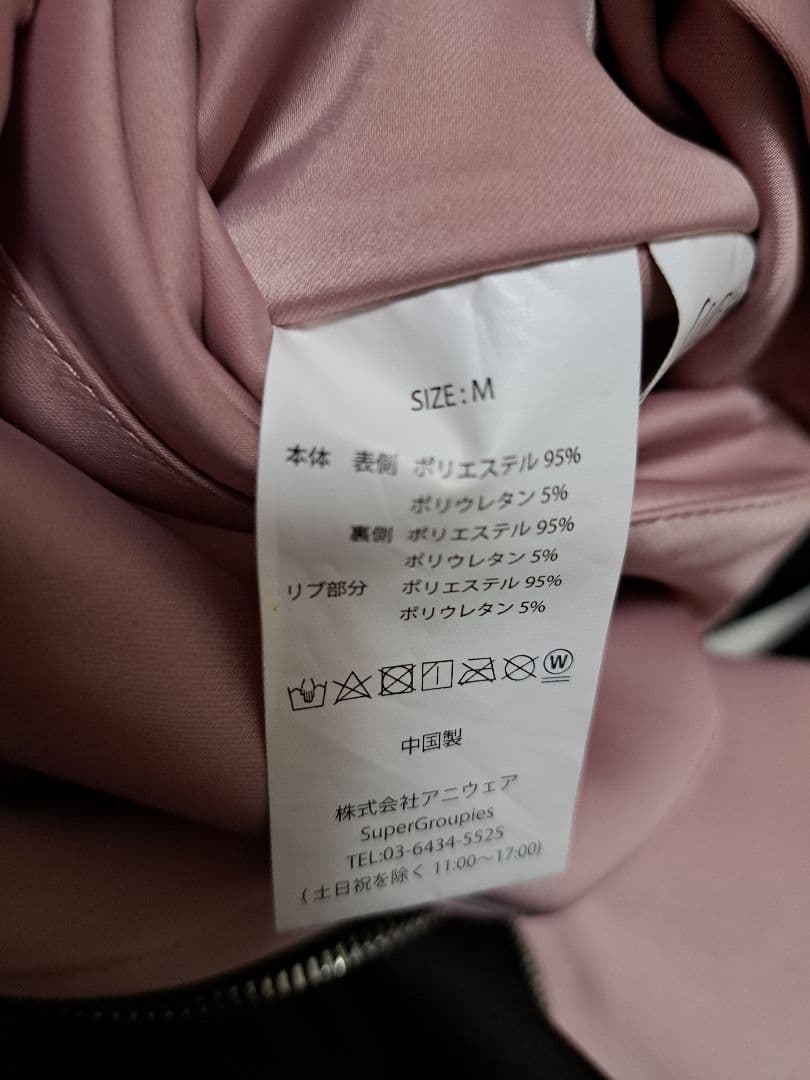 SIZE:M
本体 表側 ポリエステル 95%
ポリウレタン 5%
裏側 ポリエステル 95%
ポリウレタン 5%
リブ部分 ポリエステル 95%
ポリウレタン 5%
W
中国製
株式会社アニウェア
SuperGroupies
TEL:03-6434-5525
(土日祝を除く 11:00～17:00)